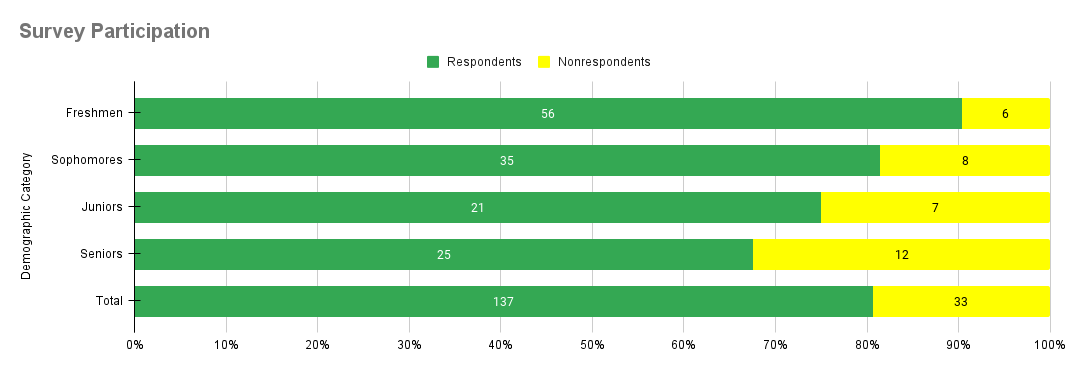 Survey Participation
Respondents Nonrespondents
Demographic Category
Freshmen 56 6
Sophomores 35 8
Juniors 21 7
Seniors 25 12
Total 137 33
0% 10% 20% 30% 40% 50% 60% 70% 80% 90% 100%